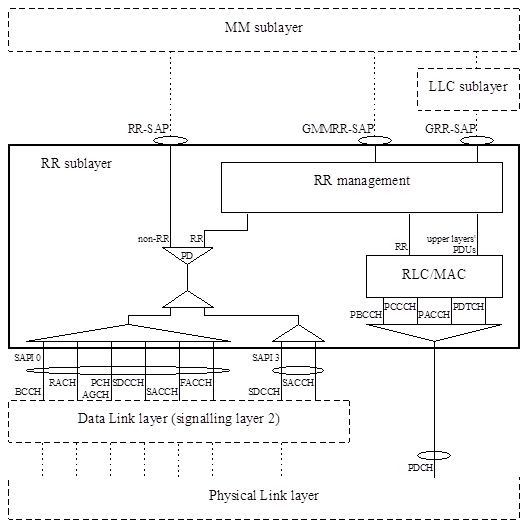 MM sublayer
LLC sublayer
RR-SAP
GMMRR-SAP
GRR-SAP
RR sublayer
RR management
non-RR
RR
PD
RR
upper layers'
PDUs
RLC/MAC
PBCCH
PCCCH
PACCH
PDTCH
SAPI 0
SAPI 3
BCCH
RACH
PCH
AGCH
SDCCH
SACCH
FACCH
SDCCH
SACCH
Data Link layer (signalling layer 2)
PDCH
Physical Link layer